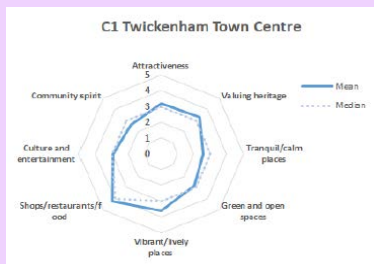 C1 Twickenham Town Centre
Attractiveness
5
4
3
2
1
0
Community spirit
Valuing heritage
Mean
Median
Culture and
entertainment
Tranquil/calm
places
Shops/restaurants/f
ood
Green and open
spaces
Vibrant/lively
places